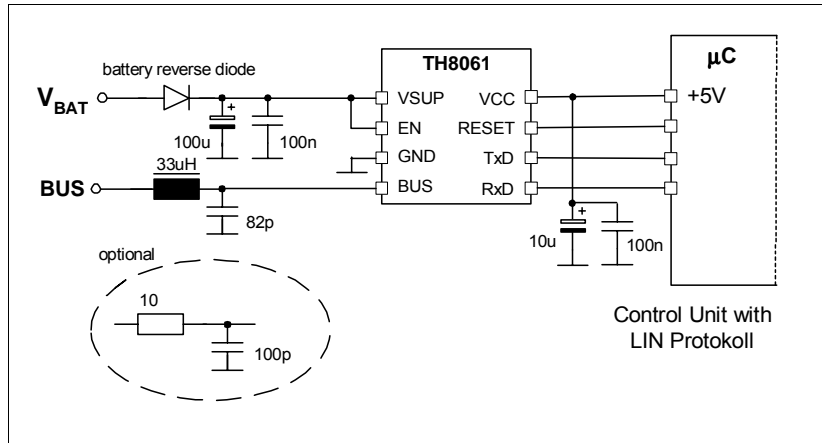 battery reverse diode
V_BAT
100u
+
100n
TH8061
VSUP
VCC
EN
RESET
GND
TxD
BUS
RxD
µC
+5V
BUS
33uH
82p
10u
+
100n
optional
10
100p
Control Unit with
LIN Protokoll